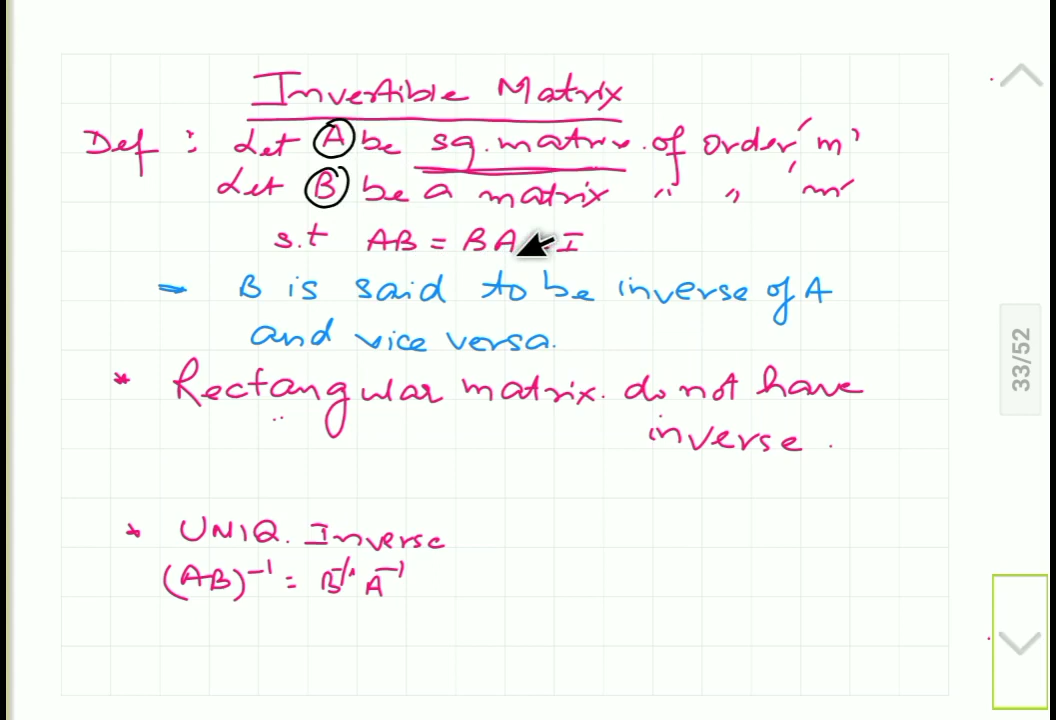 Invertible Matrix
Def : Let A be sq. matrix of order 'm'
Let B be a matrix " " 'm'
s.t AB = BA = I
⇒ B is said to be inverse of A
and vice versa.
* Rectangular matrix. do not have
inverse.
* UNIQ. Inverse
(AB)⁻¹ = B⁻¹ A⁻¹
33/52